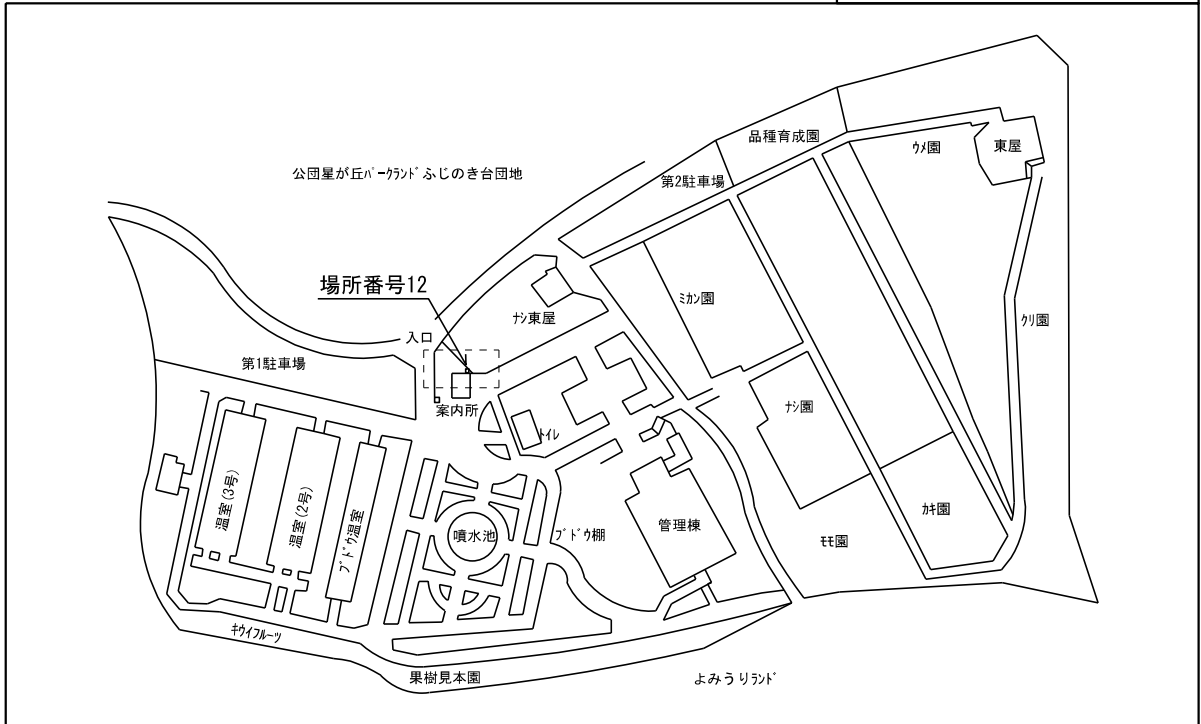 公団星が丘ﾊﾟｰｸﾗﾝﾄﾞふじのき台団地
品種育成園
ｳﾒ園
東屋
第2駐車場
場所番号12
ﾐｶﾝ園
ｸﾘ園
ﾅｼ東屋
入口
第1駐車場
案内所
ﾄｲﾚ
ﾅｼ園
温室(3号)
温室(2号)
ﾌﾞﾄﾞｳ温室
噴水池
ﾌﾞﾄﾞｳ棚
管理棟
ｶｷ園
ﾓﾓ園
ｷｳｲﾌﾙｰﾂ
果樹見本園
よみうりﾗﾝﾄﾞ